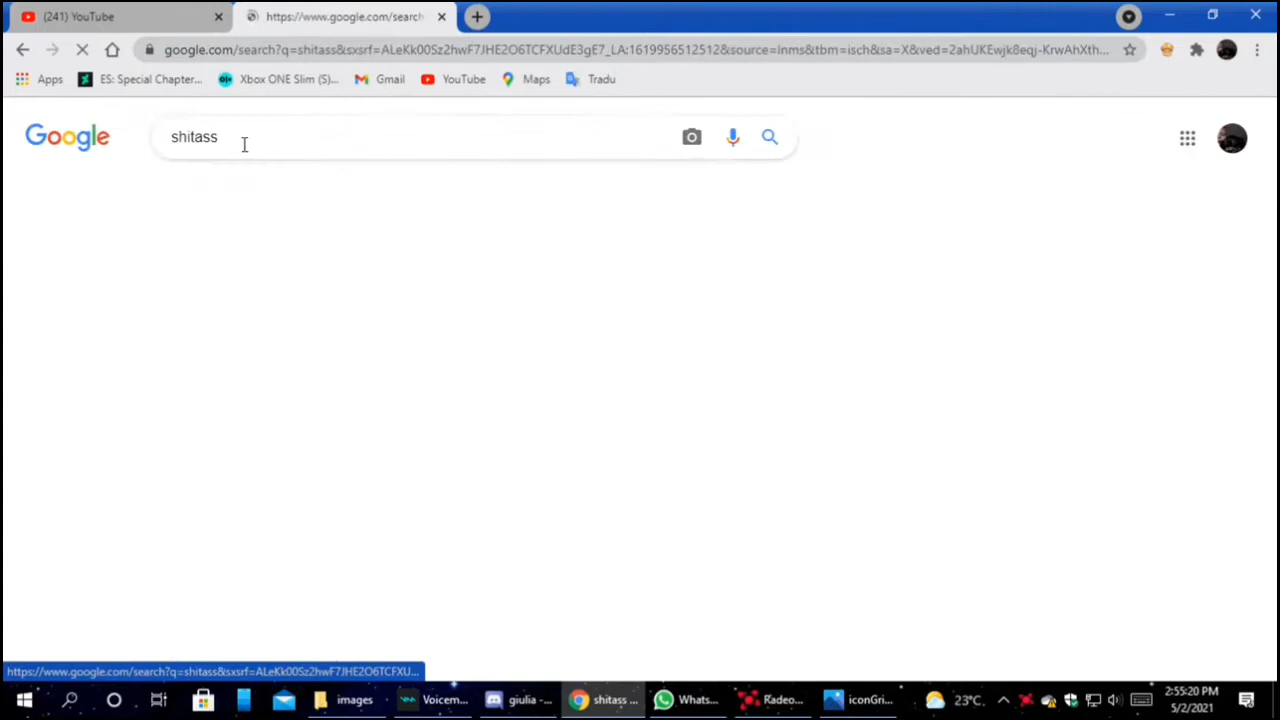 (241) YouTube
https://www.google.com/search
google.com/search?q=shitass&sxsrf=ALeKk00Sz2hwF7JHE2O6TCFXUdE3gE7_LA:1619956512512&source=lnms&tbm=isch&sa=X&ved=2ahUKEwjk8eqj-KrwAhXth...
Apps ES: Special Chapter... Xbox ONE Slim (S)... Gmail YouTube Maps Tradu
Google shitass
https://www.google.com/search?q=shitass&sxsrf=ALeKk00Sz2hwF7JHE2O6TCFXU...
images Voicem... giulia -... shitass ... Whats... Radeo... iconGri... 23°C
2:55:20 PM
5/2/2021